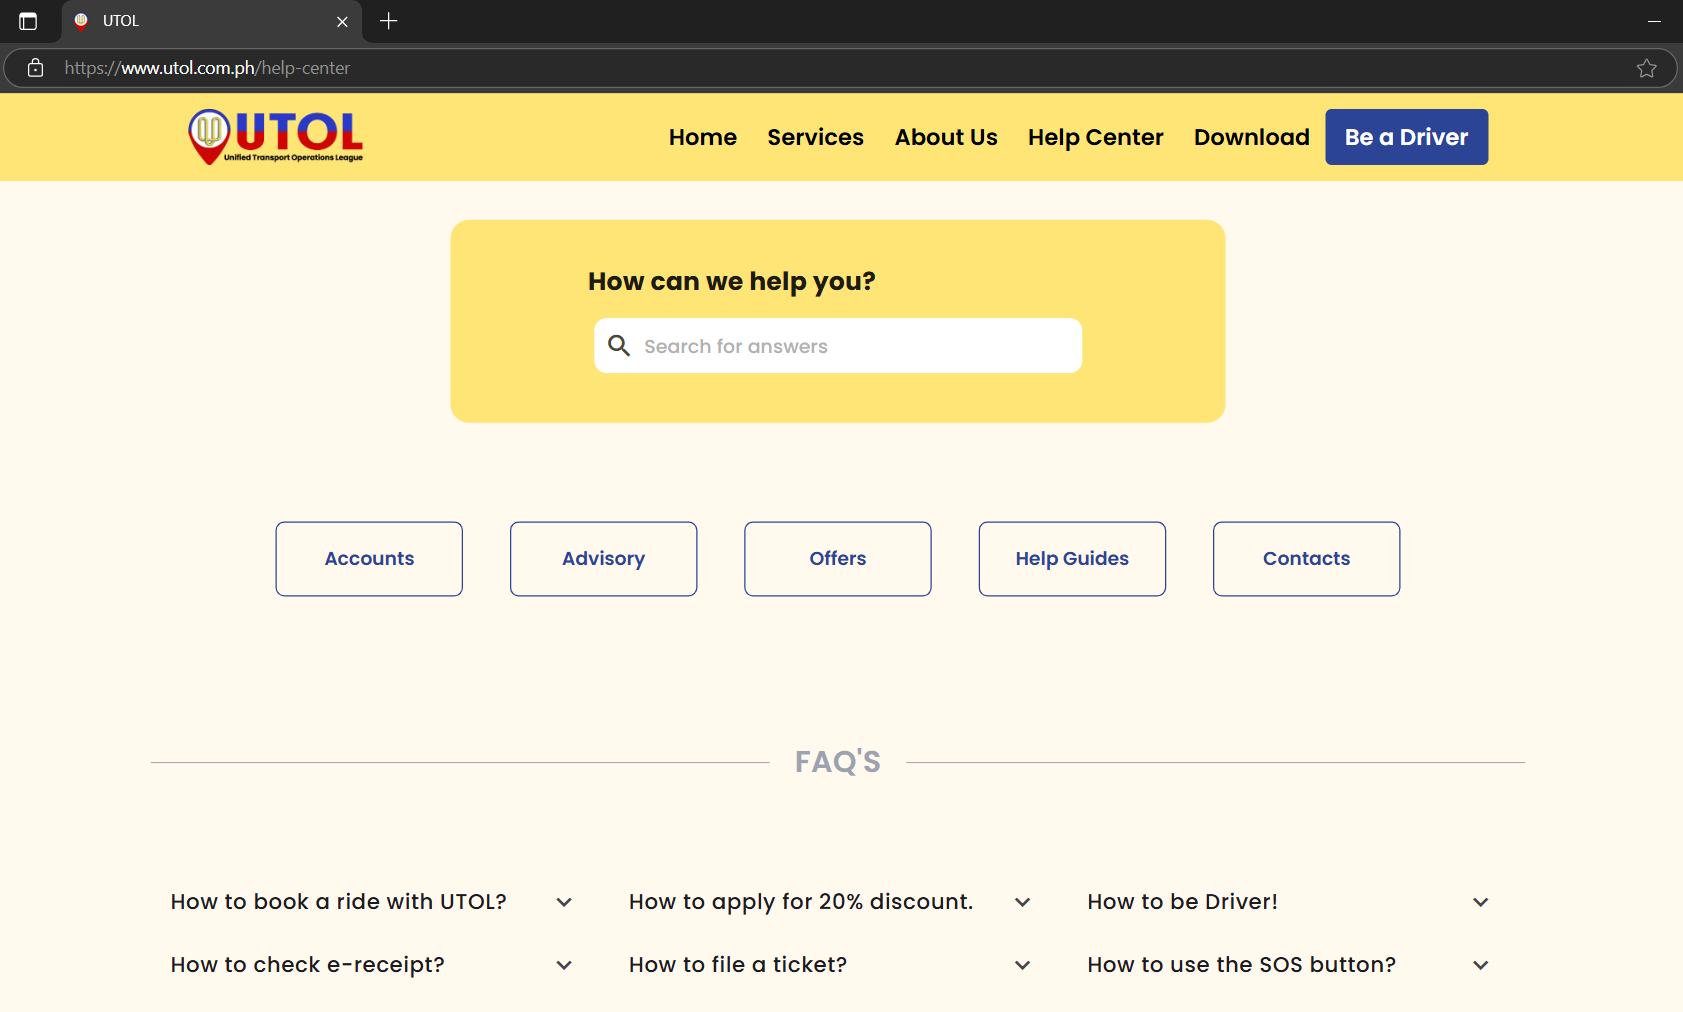 UTOL
https://www.utol.com.ph/help-center
UTOL
Unified Transport Operations League
Home Services About Us Help Center Download Be a Driver
How can we help you?
Search for answers
Accounts Advisory Offers Help Guides Contacts
FAQ'S
How to book a ride with UTOL? How to apply for 20% discount. How to be Driver!
How to check e-receipt? How to file a ticket? How to use the SOS button?